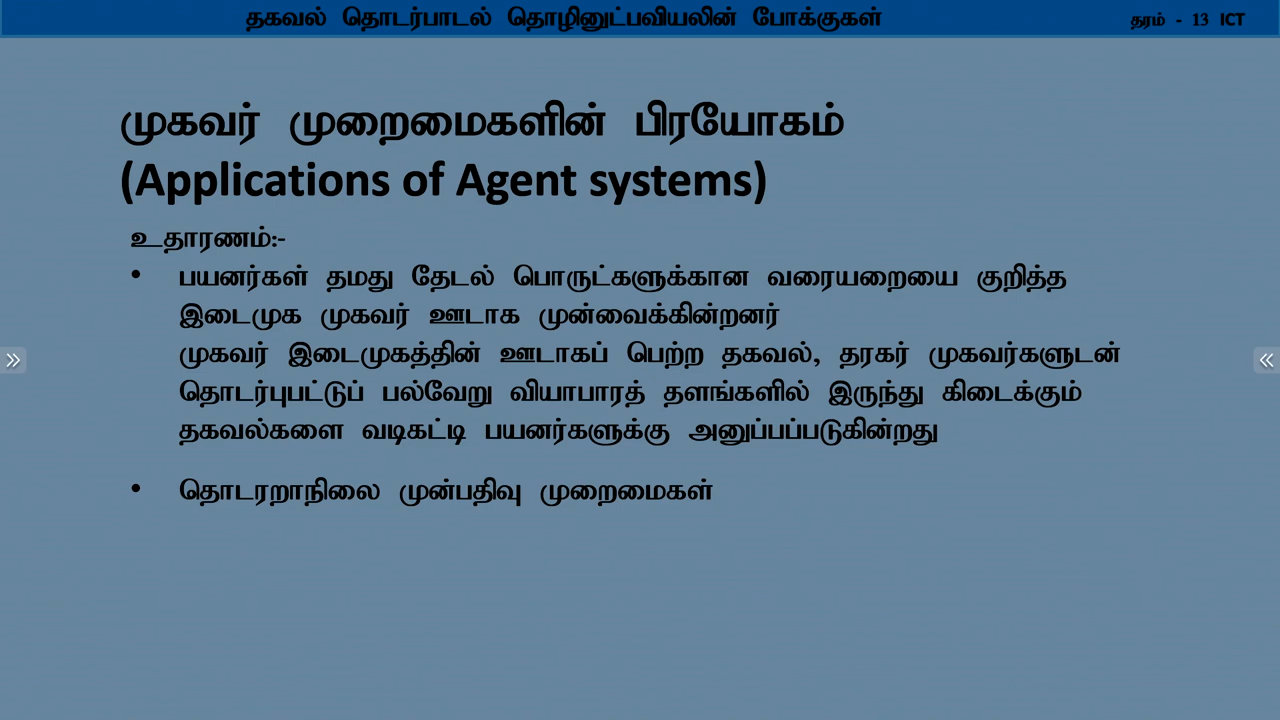 தகவல் தொடர்பாடல் தொழினுட்பவியலின் போக்குகள்
தரம் - 13 ICT
முகவர் முறைமைகளின் பிரயோகம்
(Applications of Agent systems)
உதாரணம்:-
• பயனர்கள் தமது தேடல் பொருட்களுக்கான வரையறையை குறித்த
இடைமுக முகவர் ஊடாக முன்வைக்கின்றனர்
முகவர் இடைமுகத்தின் ஊடாகப் பெற்ற தகவல், தரகர் முகவர்களுடன்
தொடர்புபட்டுப் பல்வேறு வியாபாரத் தளங்களில் இருந்து கிடைக்கும்
தகவல்களை வடிகட்டி பயனர்களுக்கு அனுப்பப்படுகின்றது
• தொடரறாநிலை முன்பதிவு முறைமைகள்